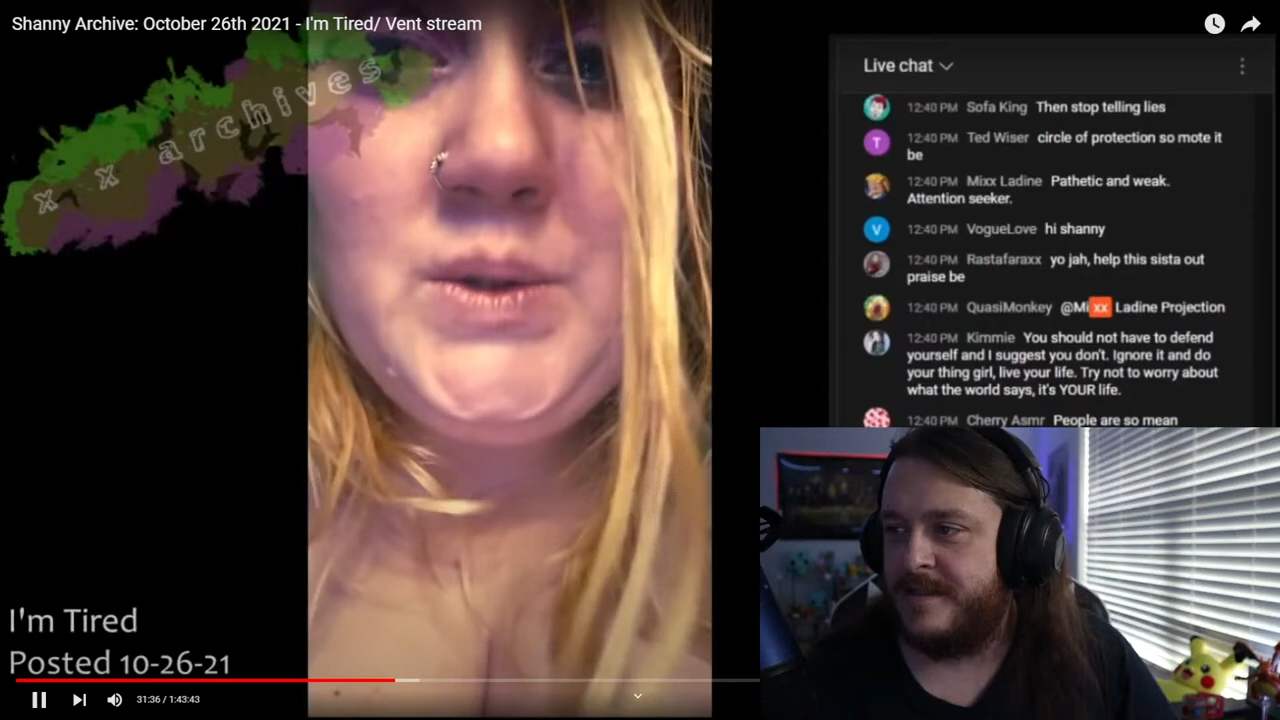 Shanny Archive: October 26th 2021 - I'm Tired/ Vent stream
x x archives
Live chat
12:40 PM Sofa King Then stop telling lies
T
12:40 PM Ted Wiser circle of protection so mote it
be
12:40 PM Mixx Ladine Pathetic and weak.
Attention seeker.
V
12:40 PM VogueLove hi shanny
12:40 PM Rastafaraxx yo jah, help this sista out
praise be
12:40 PM QuasiMonkey @Mixx Ladine Projection
12:40 PM Kimmie You should not have to defend
yourself and I suggest you don't. Ignore it and do
your thing girl, live your life. Try not to worry about
what the world says, it's YOUR life.
12:40 PM Cherry Asmr People are so mean
I'm Tired
Posted 10-26-21
31:36 / 1:43:43